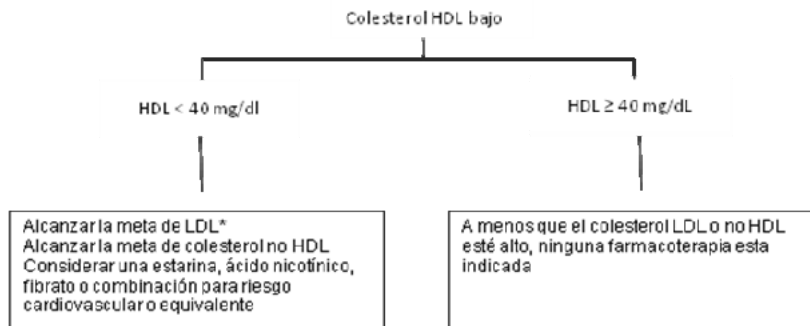 Colesterol HDL bajo
HDL < 40 mg/dl
HDL ≥ 40 mg/dL
Alcanzar la meta de LDL*
Alcanzar la meta de colesterol no HDL
Considerar una estarina, ácido nicotínico,
fibrato o combinación para riesgo
cardiovascular o equivalente
A menos que el colesterol LDL o no HDL
esté alto, ninguna farmacoterapia esta
indicada